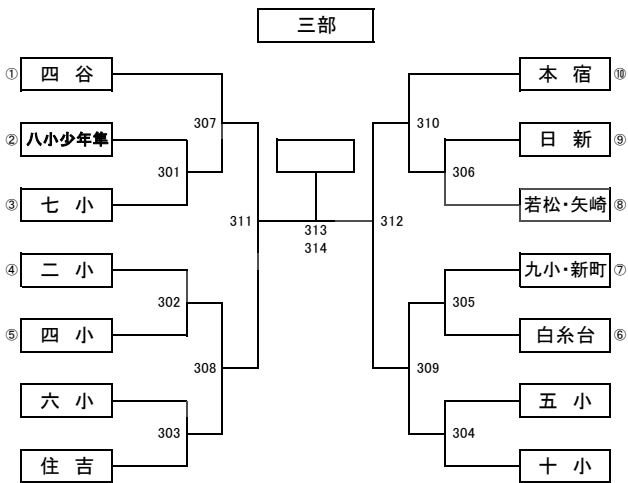 三部
① 四 谷
② 八小少年隼
③ 七 小
④ 二 小
⑤ 四 小
六 小
住 吉
307
301
302
308
303
311
313
314
312
310
306
305
309
304
本 宿 ⑩
日 新 ⑨
若松・矢崎 ⑧
九小・新町 ⑦
白糸台 ⑥
五 小
十 小